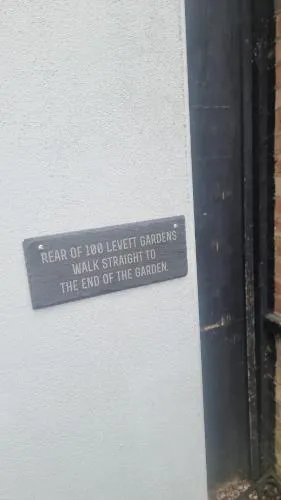 REAR OF 100 LEVETT GARDENS
WALK STRAIGHT TO
THE END OF THE GARDEN.